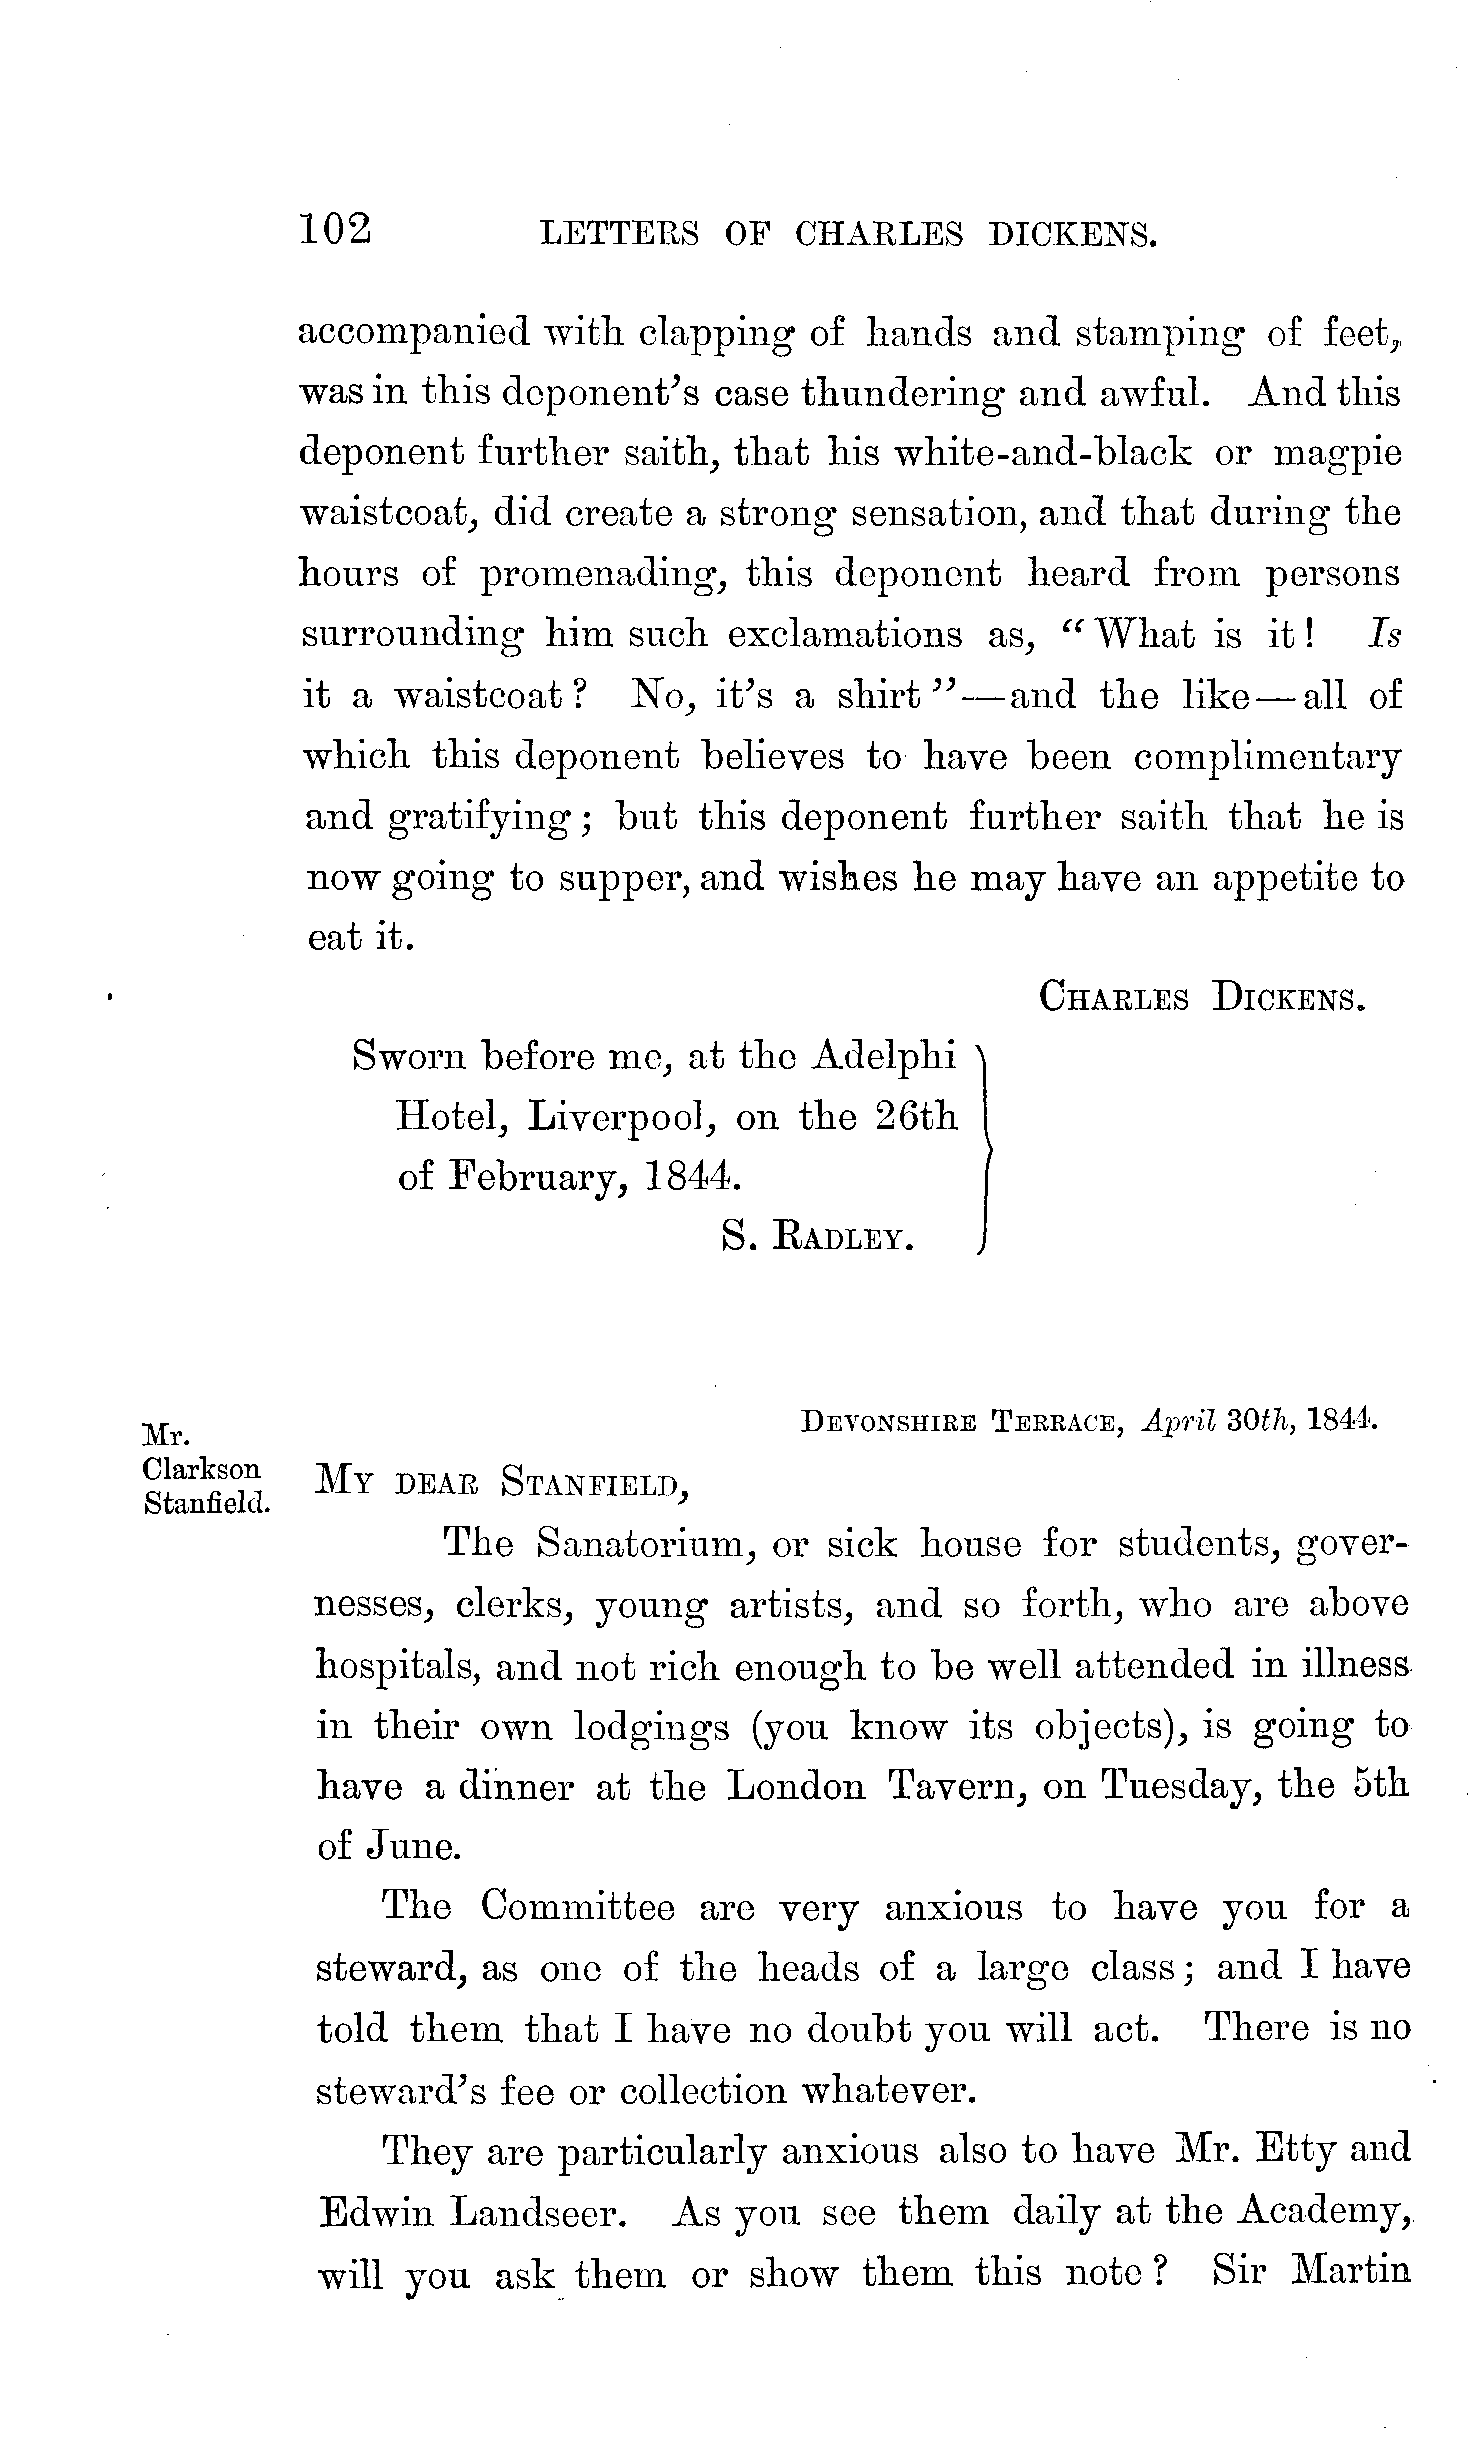 102 LETTERS OF CHARLES DICKENS.
accompanied with clapping of hands and stamping of feet,
was in this deponent's case thundering and awful. And this
deponent further saith, that his white-and-black or magpie
waistcoat, did create a strong sensation, and that during the
hours of promenading, this deponent heard from persons
surrounding him such exclamations as, "What is it! Is
it a waistcoat? No, it's a shirt"—and the like—all of
which this deponent believes to have been complimentary
and gratifying; but this deponent further saith that he is
now going to supper, and wishes he may have an appetite to
eat it.
CHARLES DICKENS.
Sworn before me, at the Adelphi
Hotel, Liverpool, on the 26th
of February, 1844.
S. RADLEY.
DEVONSHIRE TERRACE, April 30th, 1844.
Mr.
Clarkson
Stanfield.
MY DEAR STANFIELD,
The Sanatorium, or sick house for students, gover-
nesses, clerks, young artists, and so forth, who are above
hospitals, and not rich enough to be well attended in illness
in their own lodgings (you know its objects), is going to
have a dinner at the London Tavern, on Tuesday, the 5th
of June.
The Committee are very anxious to have you for a
steward, as one of the heads of a large class; and I have
told them that I have no doubt you will act. There is no
steward's fee or collection whatever.
They are particularly anxious also to have Mr. Etty and
Edwin Landseer. As you see them daily at the Academy,
will you ask them or show them this note? Sir Martin